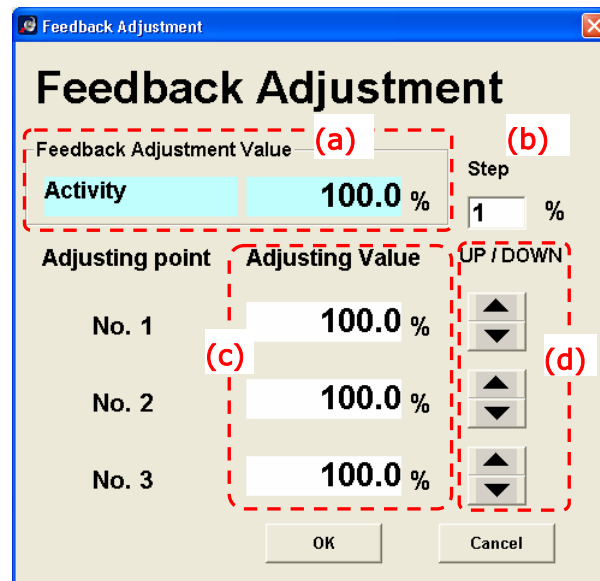 Feedback Adjustment
Feedback Adjustment
(a)
(b)
Feedback Adjustment Value
Step
Activity 100.0 %
1 %
Adjusting point Adjusting Value UP / DOWN
No. 1 100.0 %
(c)
(d)
No. 2 100.0 %
No. 3 100.0 %
OK Cancel